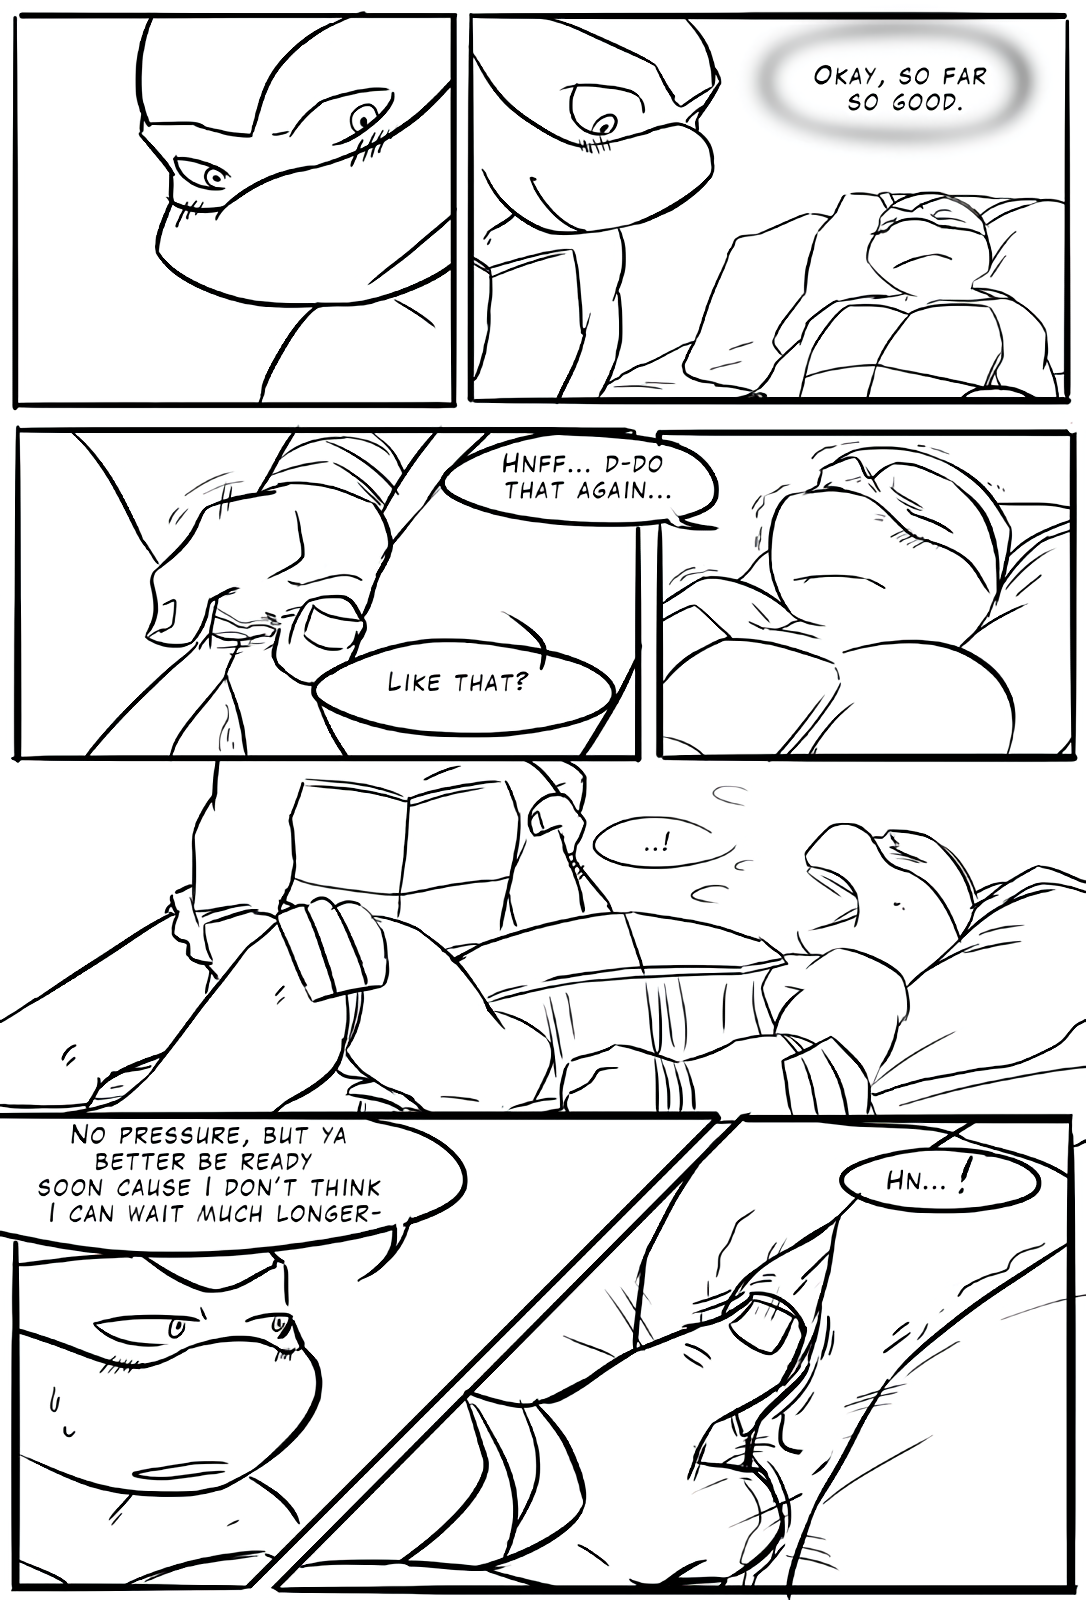 OKAY, SO FAR
SO GOOD.
HNFF... D-DO
THAT AGAIN...
LIKE THAT?
..!
NO PRESSURE, BUT YA
BETTER BE READY
SOON CAUSE I DON'T THINK
I CAN WAIT MUCH LONGER-
HN... !